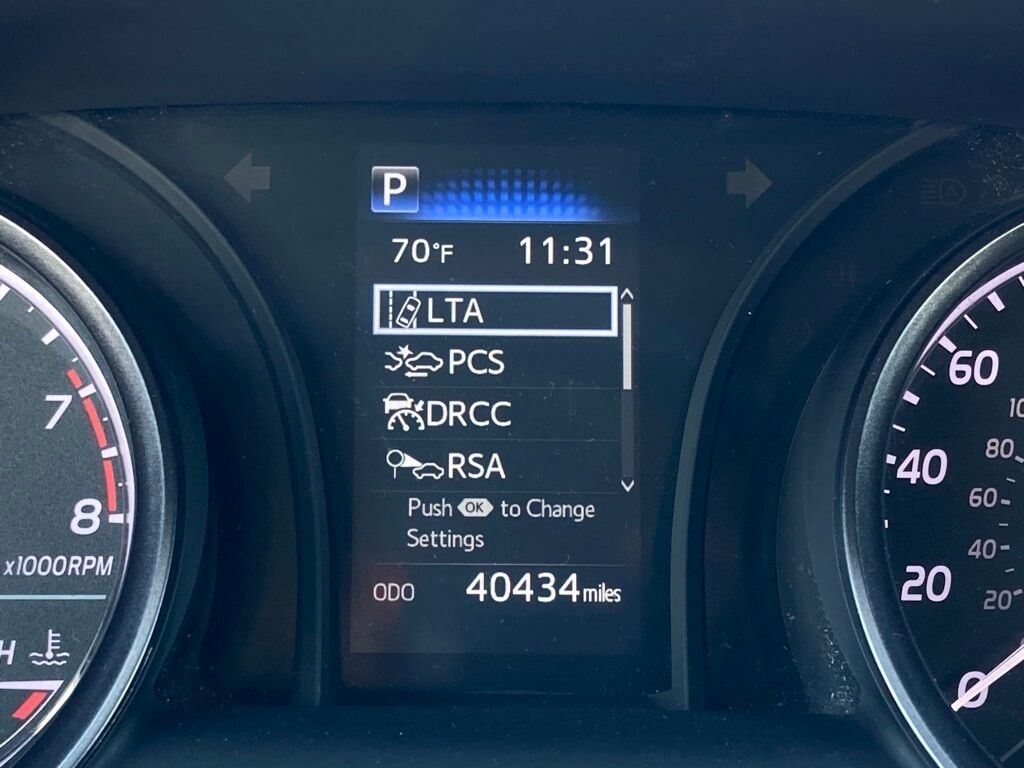 P
70°F 11:31
LTA
PCS
DRCC
RSA
Push OK to Change
Settings
ODO 40434 miles
7
8
x1000RPM
H
60
40
20
0
80
60
40
20